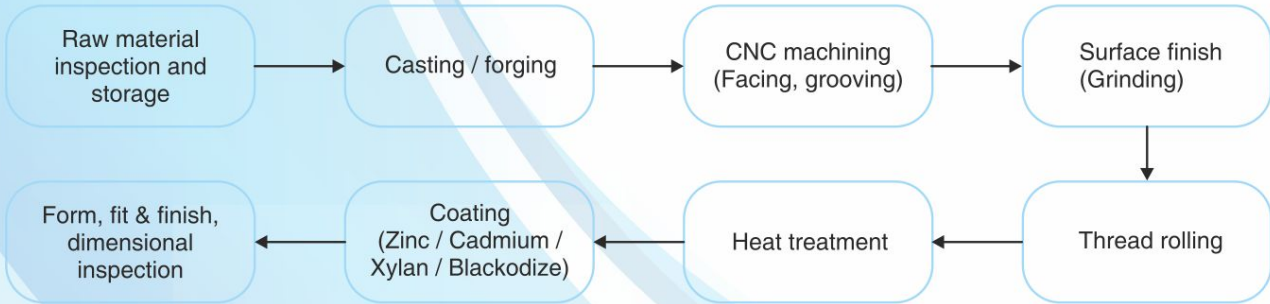 Raw material
inspection and
storage
Casting / forging
CNC machining
(Facing, grooving)
Surface finish
(Grinding)
Thread rolling
Heat treatment
Coating
(Zinc / Cadmium /
Xylan / Blackodize)
Form, fit & finish,
dimensional
inspection